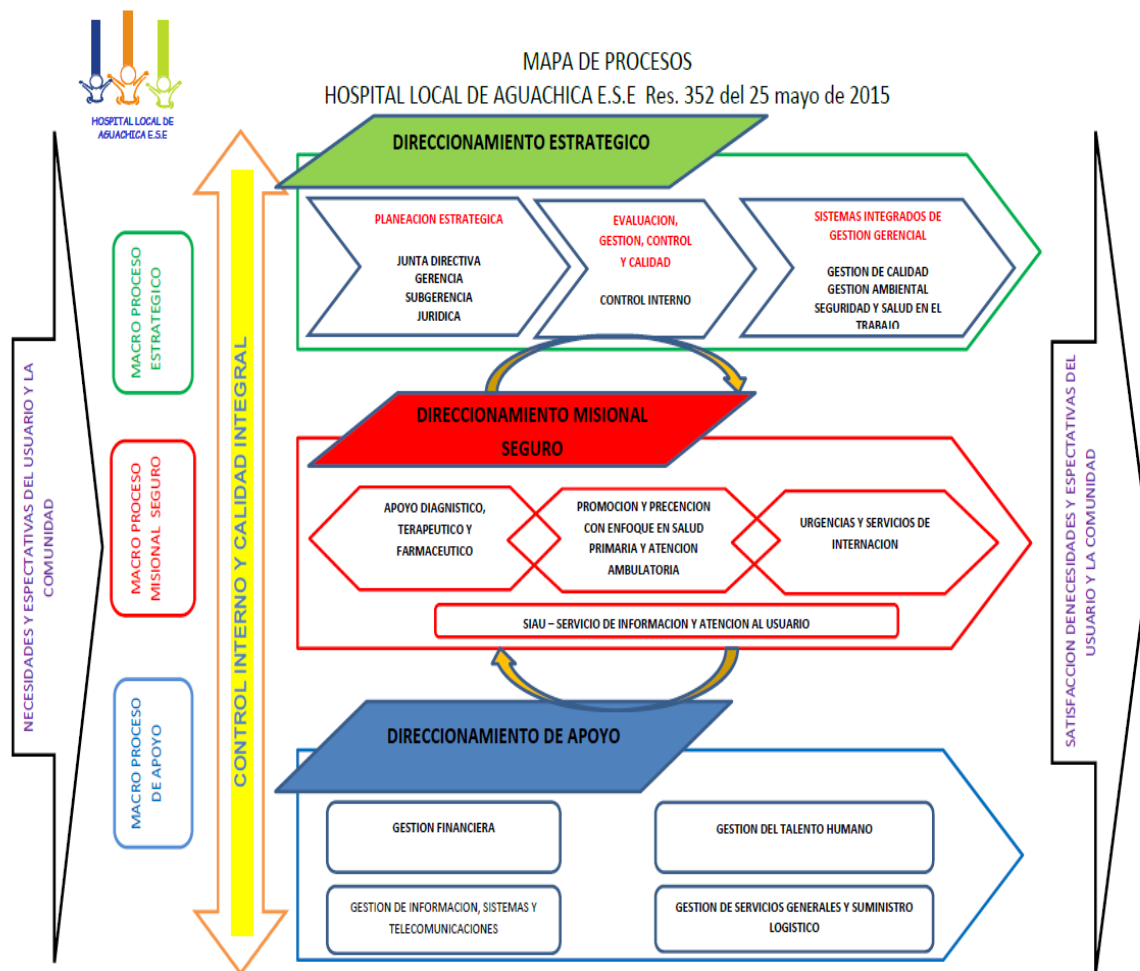 HOSPITAL LOCAL DE
AGUACHICA E.S.E
MAPA DE PROCESOS
HOSPITAL LOCAL DE AGUACHICA E.S.E Res. 352 del 25 mayo de 2015
NECESIDADES Y ESPECTATIVAS DEL USUARIO Y LA
COMUNIDAD
MACRO PROCESO
ESTRATEGICO
MACRO PROCESO
MISIONAL SEGURO
MACRO PROCESO
DE APOYO
CONTROL INTERNO Y CALIDAD INTEGRAL
DIRECCIONAMIENTO ESTRATEGICO
PLANEACION ESTRATEGICA
JUNTA DIRECTIVA
GERENCIA
SUBGERENCIA
JURIDICA
EVALUACION,
GESTION, CONTROL
Y CALIDAD
CONTROL INTERNO
SISTEMAS INTEGRADOS DE
GESTION GERENCIAL
GESTION DE CALIDAD
GESTION AMBIENTAL
SEGURIDAD Y SALUD EN EL
TRABAJO
DIRECCIONAMIENTO MISIONAL
SEGURO
APOYO DIAGNISTICO,
TERAPEUTICO Y
FARMACEUTICO
PROMOCION Y PRECENCION
CON ENFOQUE EN SALUD
PRIMARIA Y ATENCION
AMBULATORIA
URGENCIAS Y SERVICIOS DE
INTERNACION
SIAU – SERVICIO DE INFORMACION Y ATENCION AL USUARIO
DIRECCIONAMIENTO DE APOYO
GESTION FINANCIERA
GESTION DEL TALENTO HUMANO
GESTION DE INFORMACION, SISTEMAS Y
TELECOMUNICACIONES
GESTION DE SERVICIOS GENERALES Y SUMINISTRO
LOGISTICO
SATISFACCION DENECESIDADES Y ESPECTATIVAS DEL
USUARIO Y LA COMUNIDAD